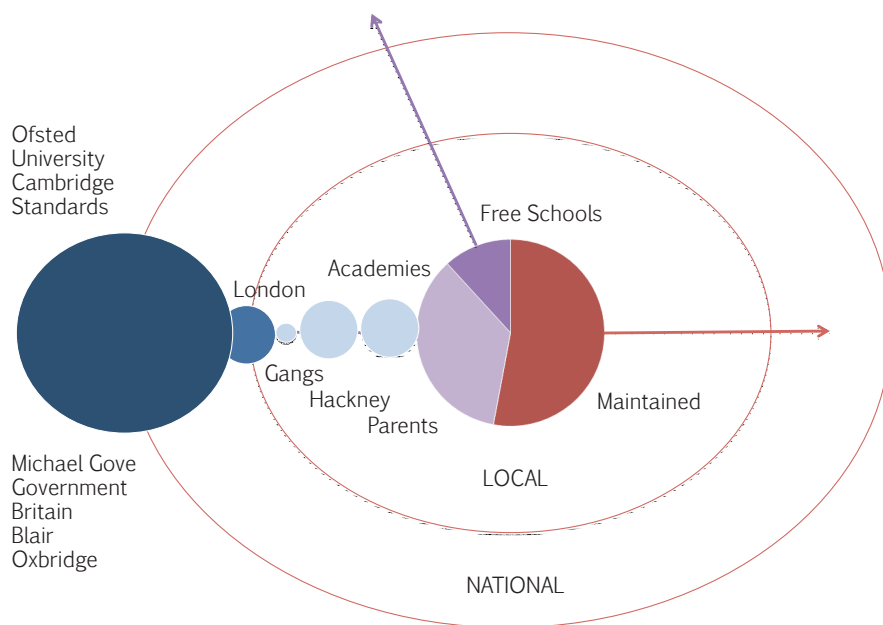 Ofsted
University
Cambridge
Standards
Free Schools
Academies
London
Gangs
Hackney
Parents
Maintained
Michael Gove
Government
Britain
Blair
Oxbridge
LOCAL
NATIONAL